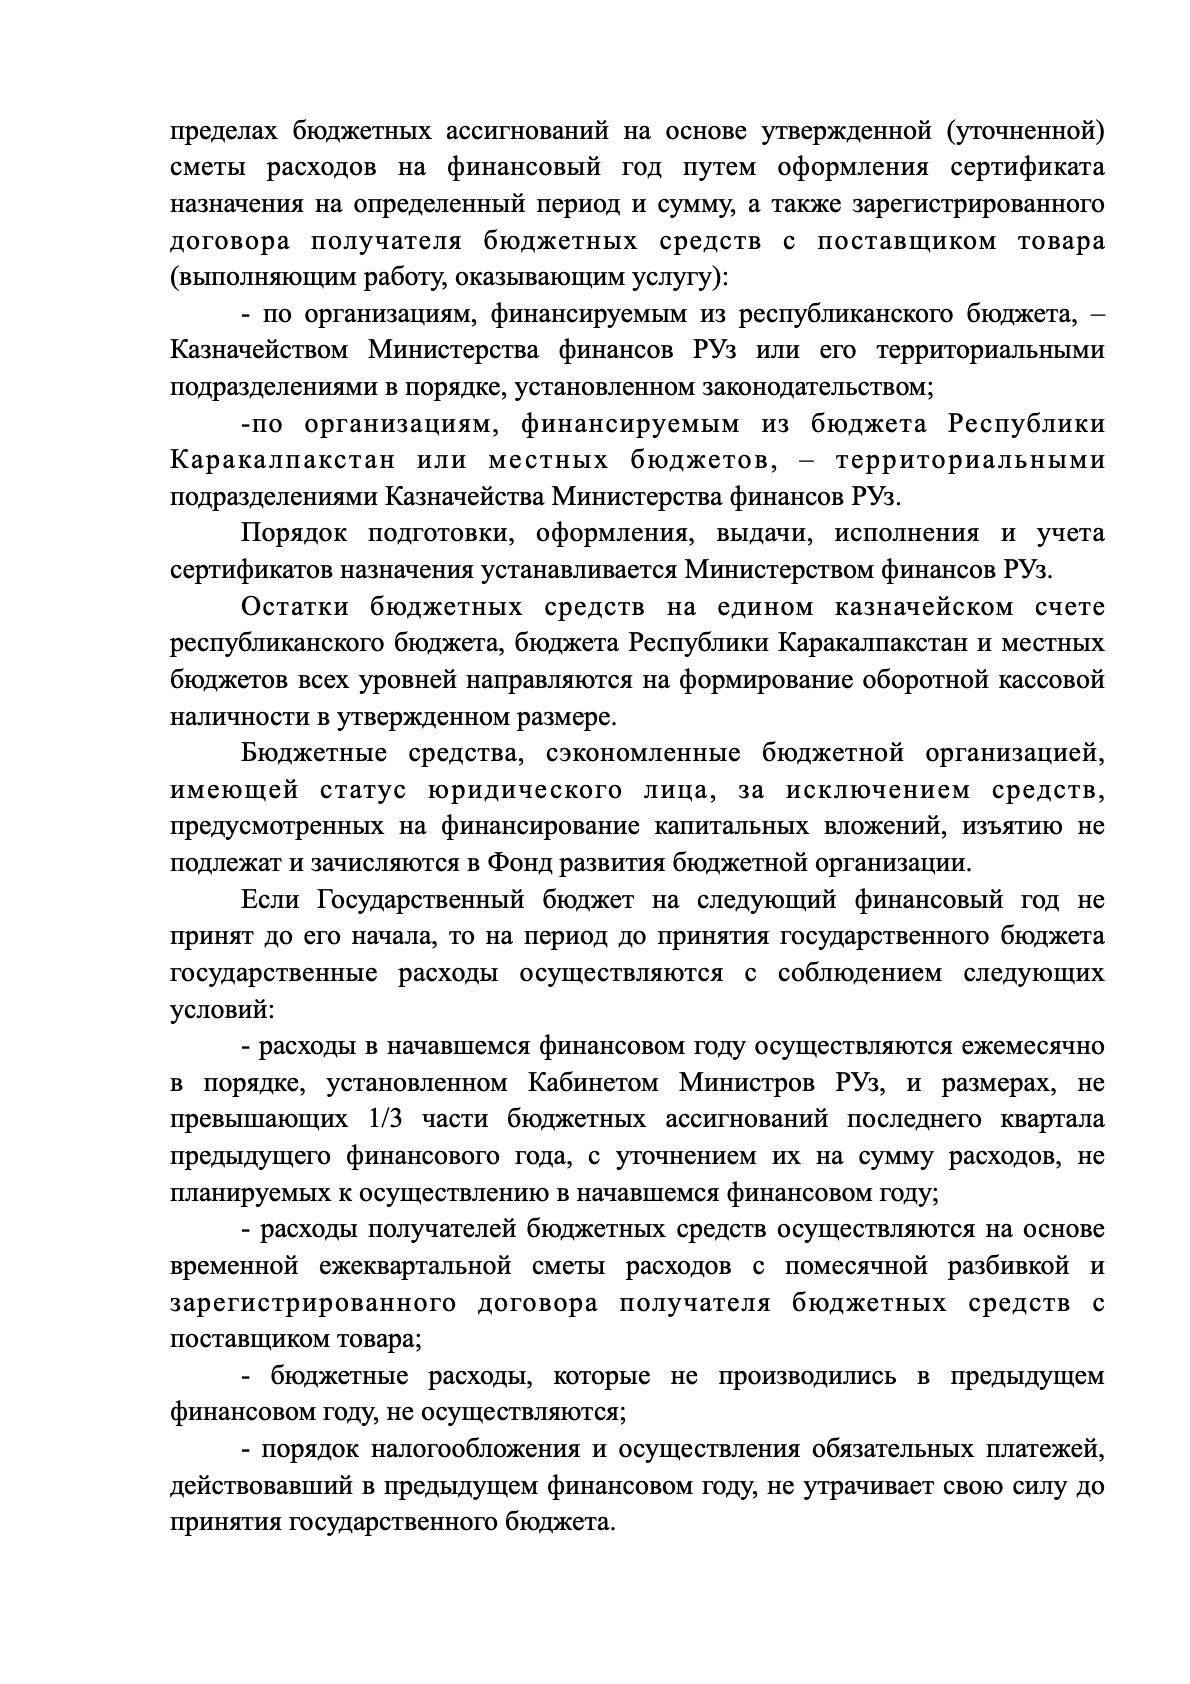 пределах бюджетных ассигнований на основе утвержденной (уточненной)
сметы расходов на финансовый год путем оформления сертификата
назначения на определенный период и сумму, а также зарегистрированного
договора получателя бюджетных средств с поставщиком товара
(выполняющим работу, оказывающим услугу):
- по организациям, финансируемым из республиканского бюджета, –
Казначейством Министерства финансов РУз или его территориальными
подразделениями в порядке, установленном законодательством;
-по организациям, финансируемым из бюджета Республики
Каракалпакстан или местных бюджетов, – территориальными
подразделениями Казначейства Министерства финансов РУз.
Порядок подготовки, оформления, выдачи, исполнения и учета
сертификатов назначения устанавливается Министерством финансов РУз.
Остатки бюджетных средств на едином казначейском счете
республиканского бюджета, бюджета Республики Каракалпакстан и местных
бюджетов всех уровней направляются на формирование оборотной кассовой
наличности в утвержденном размере.
Бюджетные средства, сэкономленные бюджетной организацией,
имеющей статус юридического лица, за исключением средств,
предусмотренных на финансирование капитальных вложений, изъятию не
подлежат и зачисляются в Фонд развития бюджетной организации.
Если Государственный бюджет на следующий финансовый год не
принят до его начала, то на период до принятия государственного бюджета
государственные расходы осуществляются с соблюдением следующих
условий:
- расходы в начавшемся финансовом году осуществляются ежемесячно
в порядке, установленном Кабинетом Министров РУз, и размерах, не
превышающих 1/3 части бюджетных ассигнований последнего квартала
предыдущего финансового года, с уточнением их на сумму расходов, не
планируемых к осуществлению в начавшемся финансовом году;
- расходы получателей бюджетных средств осуществляются на основе
временной ежеквартальной сметы расходов с помесячной разбивкой и
зарегистрированного договора получателя бюджетных средств с
поставщиком товара;
- бюджетные расходы, которые не производились в предыдущем
финансовом году, не осуществляются;
- порядок налогообложения и осуществления обязательных платежей,
действовавший в предыдущем финансовом году, не утрачивает свою силу до
принятия государственного бюджета.